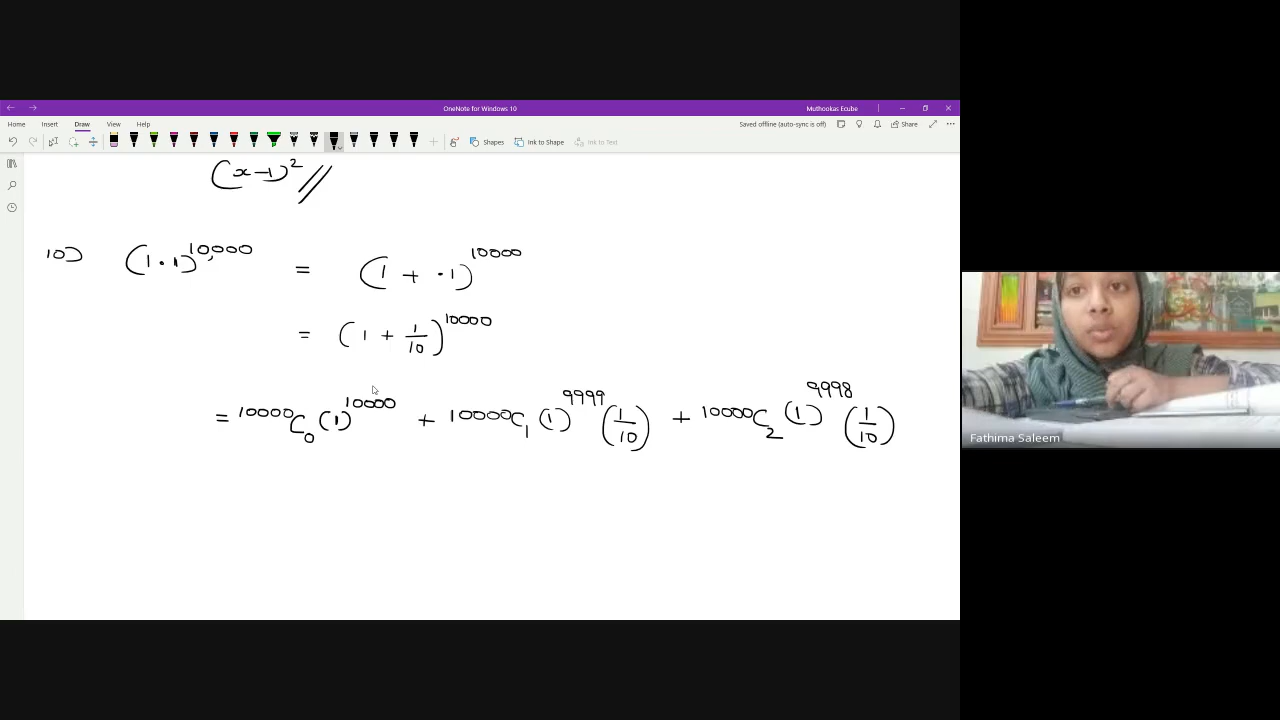 OneNote for Windows 10
Muthookas Ecube
Home Insert Draw View Help
Saved offline (auto-sync is off) Share
Shapes Ink to Shape Ink to Text
(x-1)²//
10) (1·1)^10,000 = (1 + ·1)^10000
= (1 + 1/10)^10000
= 10000C₀ (1)^10000 + 10000C₁ (1)^9999 (1/10) + 10000C₂ (1)^9998 (1/10)
Fathima Saleem